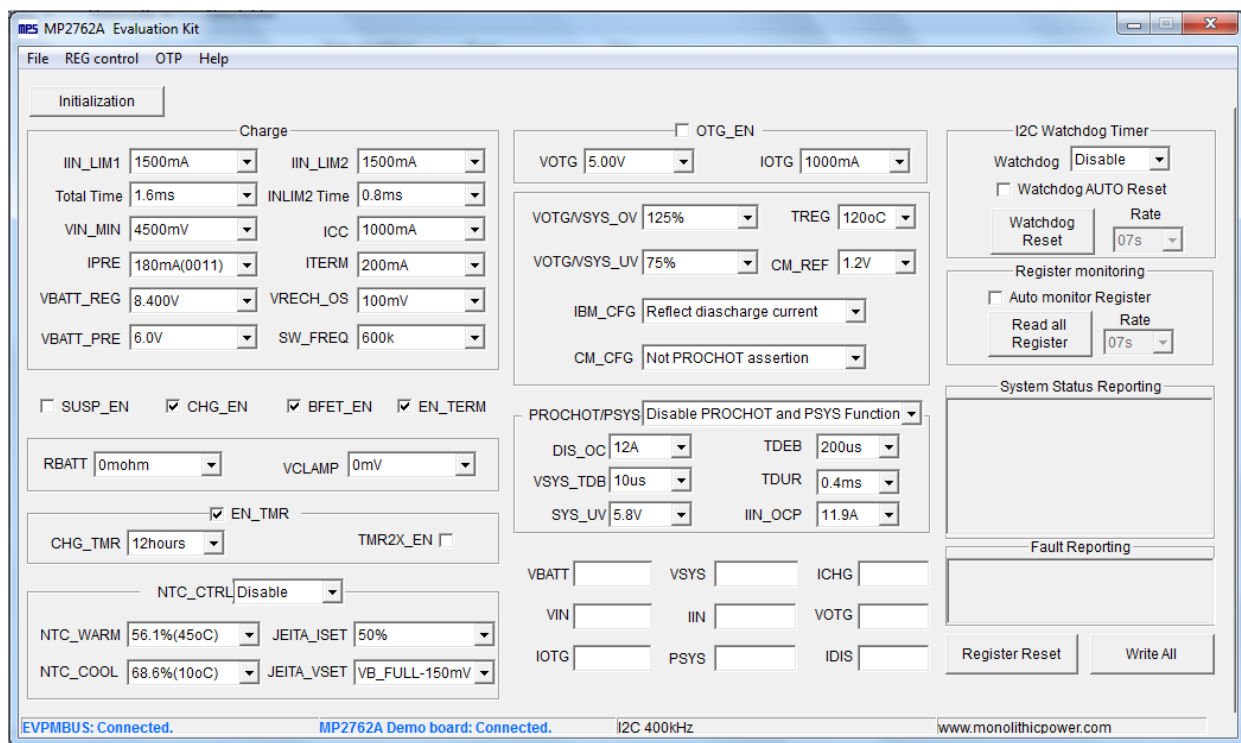 mps MP2762A Evaluation Kit
File REG control OTP Help
Initialization
Charge
IIN_LIM1 1500mA IIN_LIM2 1500mA
Total Time 1.6ms INLIM2 Time 0.8ms
VIN_MIN 4500mV ICC 1000mA
IPRE 180mA(0011) ITERM 200mA
VBATT_REG 8.400V VRECH_OS 100mV
VBATT_PRE 6.0V SW_FREQ 600k
SUSP_EN CHG_EN BFET_EN EN_TERM
RBATT 0mohm VCLAMP 0mV
EN_TMR
CHG_TMR 12hours TMR2X_EN
NTC_CTRL Disable
NTC_WARM 56.1%(45oC) JEITA_ISET 50%
NTC_COOL 68.6%(10oC) JEITA_VSET VB_FULL-150mV
OTG_EN
VOTG 5.00V IOTG 1000mA
VOTG/VSYS_OV 125% TREG 120oC
VOTG/VSYS_UV 75% CM_REF 1.2V
IBM_CFG Reflect diascharge current
CM_CFG Not PROCHOT assertion
PROCHOT/PSYS Disable PROCHOT and PSYS Function
DIS_OC 12A TDEB 200us
VSYS_TDB 10us TDUR 0.4ms
SYS_UV 5.8V IIN_OCP 11.9A
VBATT VSYS ICHG
VIN IIN VOTG
IOTG PSYS IDIS
I2C Watchdog Timer
Watchdog Disable
Watchdog AUTO Reset
Watchdog Reset Rate
07s
Register monitoring
Auto monitor Register
Read all Register Rate
07s
System Status Reporting
Fault Reporting
Register Reset Write All
EVPMBUS: Connected. MP2762A Demo board: Connected. I2C 400kHz www.monolithicpower.com